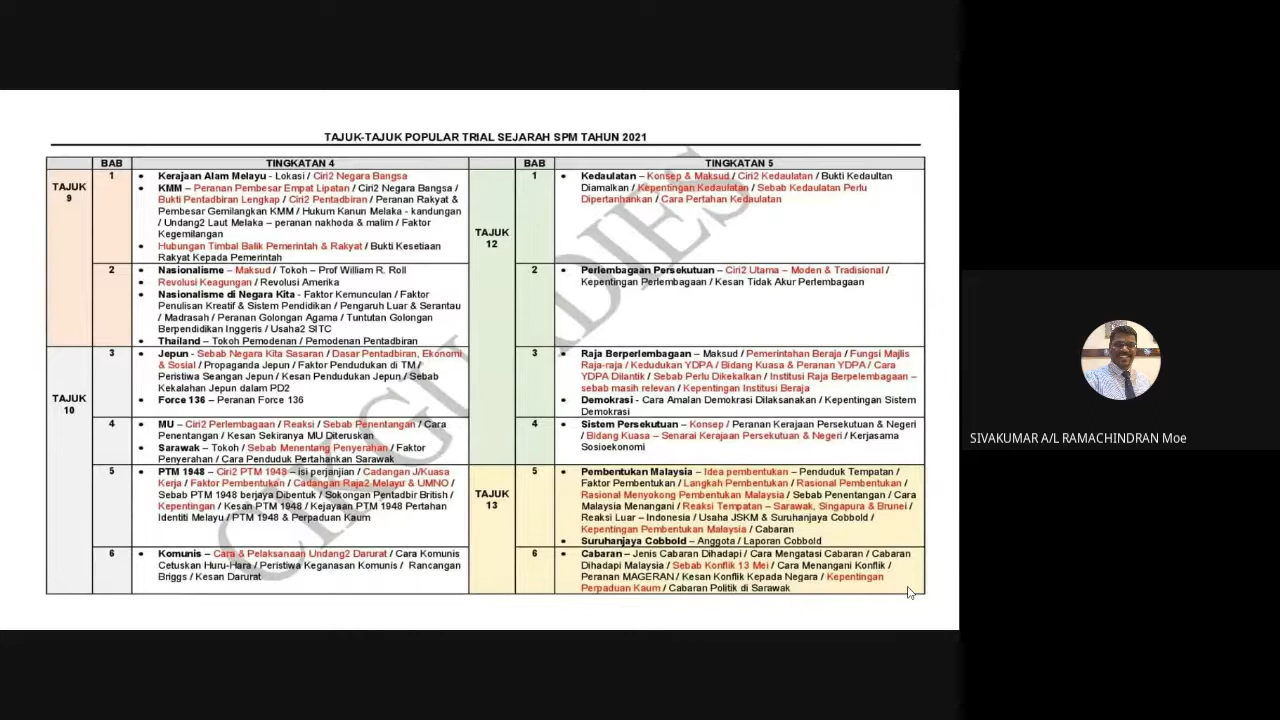 TAJUK-TAJUK POPULAR TRIAL SEJARAH SPM TAHUN 2021
BAB
TINGKATAN 4
BAB
TINGKATAN 5
TAJUK
9
1
• Kerajaan Alam Melayu - Lokasi / Ciri2 Negara Bangsa
• KMM – Peranan Pembesar Empat Lipatan / Ciri2 Negara Bangsa /
Bukti Pentadbiran Lengkap / Ciri2 Pentadbiran / Peranan Rakyat &
Pembesar Gemilangkan KMM / Hukum Kanun Melaka - kandungan
/ Undang2 Laut Melaka – peranan nakhoda & malim / Faktor
Kegemilangan
• Hubungan Timbal Balik Pemerintah & Rakyat / Bukti Kesetiaan
Rakyat Kepada Pemerintah
2
• Nasionalisme – Maksud / Tokoh – Prof William R. Roll
• Revolusi Keagungan / Revolusi Amerika
• Nasionalisme di Negara Kita - Faktor Kemunculan / Faktor
Penulisan Kreatif & Sistem Pendidikan / Pengaruh Luar & Serantau
/ Madrasah / Peranan Golongan Agama / Tuntutan Golongan
Berpendidikan Inggeris / Usaha2 SITC
• Thailand – Tokoh Pemodenan / Pemodenan Pentadbiran
TAJUK
10
3
• Jepun - Sebab Negara Kita Sasaran / Dasar Pentadbiran, Ekonomi
& Sosial / Propaganda Jepun / Faktor Pendudukan di TM /
Peristiwa Seangan Jepun / Kesan Pendudukan Jepun / Sebab
Kekalahan Jepun dalam PD2
• Force 136 – Peranan Force 136
4
• MU – Ciri2 Perlembagaan / Reaksi / Sebab Penentangan / Cara
Penentangan / Kesan Sekiranya MU Diteruskan
• Sarawak – Tokoh / Sebab Menentang Penyerahan / Faktor
Penyerahan / Cara Penduduk Pertahankan Sarawak
5
• PTM 1948 – Ciri2 PTM 1948 – isi perjanjian / Cadangan J/Kuasa
Kerja / Faktor Pembentukan / Cadangan Raja2 Melayu & UMNO /
Sebab PTM 1948 berjaya Dibentuk / Sokongan Pentadbir British /
Kepentingan / Kesan PTM 1948 / Kejayaan PTM 1948 Pertahan
Identiti Melayu / PTM 1948 & Perpaduan Kaum
6
• Komunis – Cara & Pelaksanaan Undang2 Darurat / Cara Komunis
Cetuskan Huru-Hara / Peristiwa Keganasan Komunis / Rancangan
Briggs / Kesan Darurat
TAJUK
12
1
• Kedaulatan – Konsep & Maksud / Ciri2 Kedaulatan / Bukti Kedaultan
Diamalkan / Kepentingan Kedaulatan / Sebab Kedaulatan Perlu
Dipertanhankan / Cara Pertahan Kedaulatan
2
• Perlembagaan Persekutuan – Ciri2 Utama – Moden & Tradisional /
Kepentingan Perlembagaan / Kesan Tidak Akur Perlembagaan
3
• Raja Berperlembagaan – Maksud / Pemerintahan Beraja / Fungsi Majlis
Raja-raja / Kedudukan YDPA / Bidang Kuasa & Peranan YDPA / Cara
YDPA Dilantik / Sebab Perlu Dikekalkan / Institusi Raja Berpelembagaan –
sebab masih relevan / Kepentingan Institusi Beraja
• Demokrasi - Cara Amalan Demokrasi Dilaksanakan / Kepentingan Sistem
Demokrasi
4
• Sistem Persekutuan – Konsep / Peranan Kerajaan Persekutuan & Negeri
/ Bidang Kuasa – Senarai Kerajaan Persekutuan & Negeri / Kerjasama
Sosioekonomi
TAJUK
13
5
• Pembentukan Malaysia – Idea pembentukan – Penduduk Tempatan /
Faktor Pembentukan / Langkah Pembentukan / Rasional Pembentukan /
Rasional Menyokong Pembentukan Malaysia / Sebab Penentangan / Cara
Malaysia Menangani / Reaksi Tempatan – Sarawak, Singapura & Brunei /
Reaksi Luar – Indonesia / Usaha JSKM & Suruhanjaya Cobbold /
Kepentingan Pembentukan Malaysia / Cabaran
• Suruhanjaya Cobbold – Anggota / Laporan Cobbold
6
• Cabaran – Jenis Cabaran Dihadapi / Cara Mengatasi Cabaran / Cabaran
Dihadapi Malaysia / Sebab Konflik 13 Mei / Cara Menangani Konflik /
Peranan MAGERAN / Kesan Konflik Kepada Negara / Kepentingan
Perpaduan Kaum / Cabaran Politik di Sarawak
SIVAKUMAR A/L RAMACHINDRAN Moe